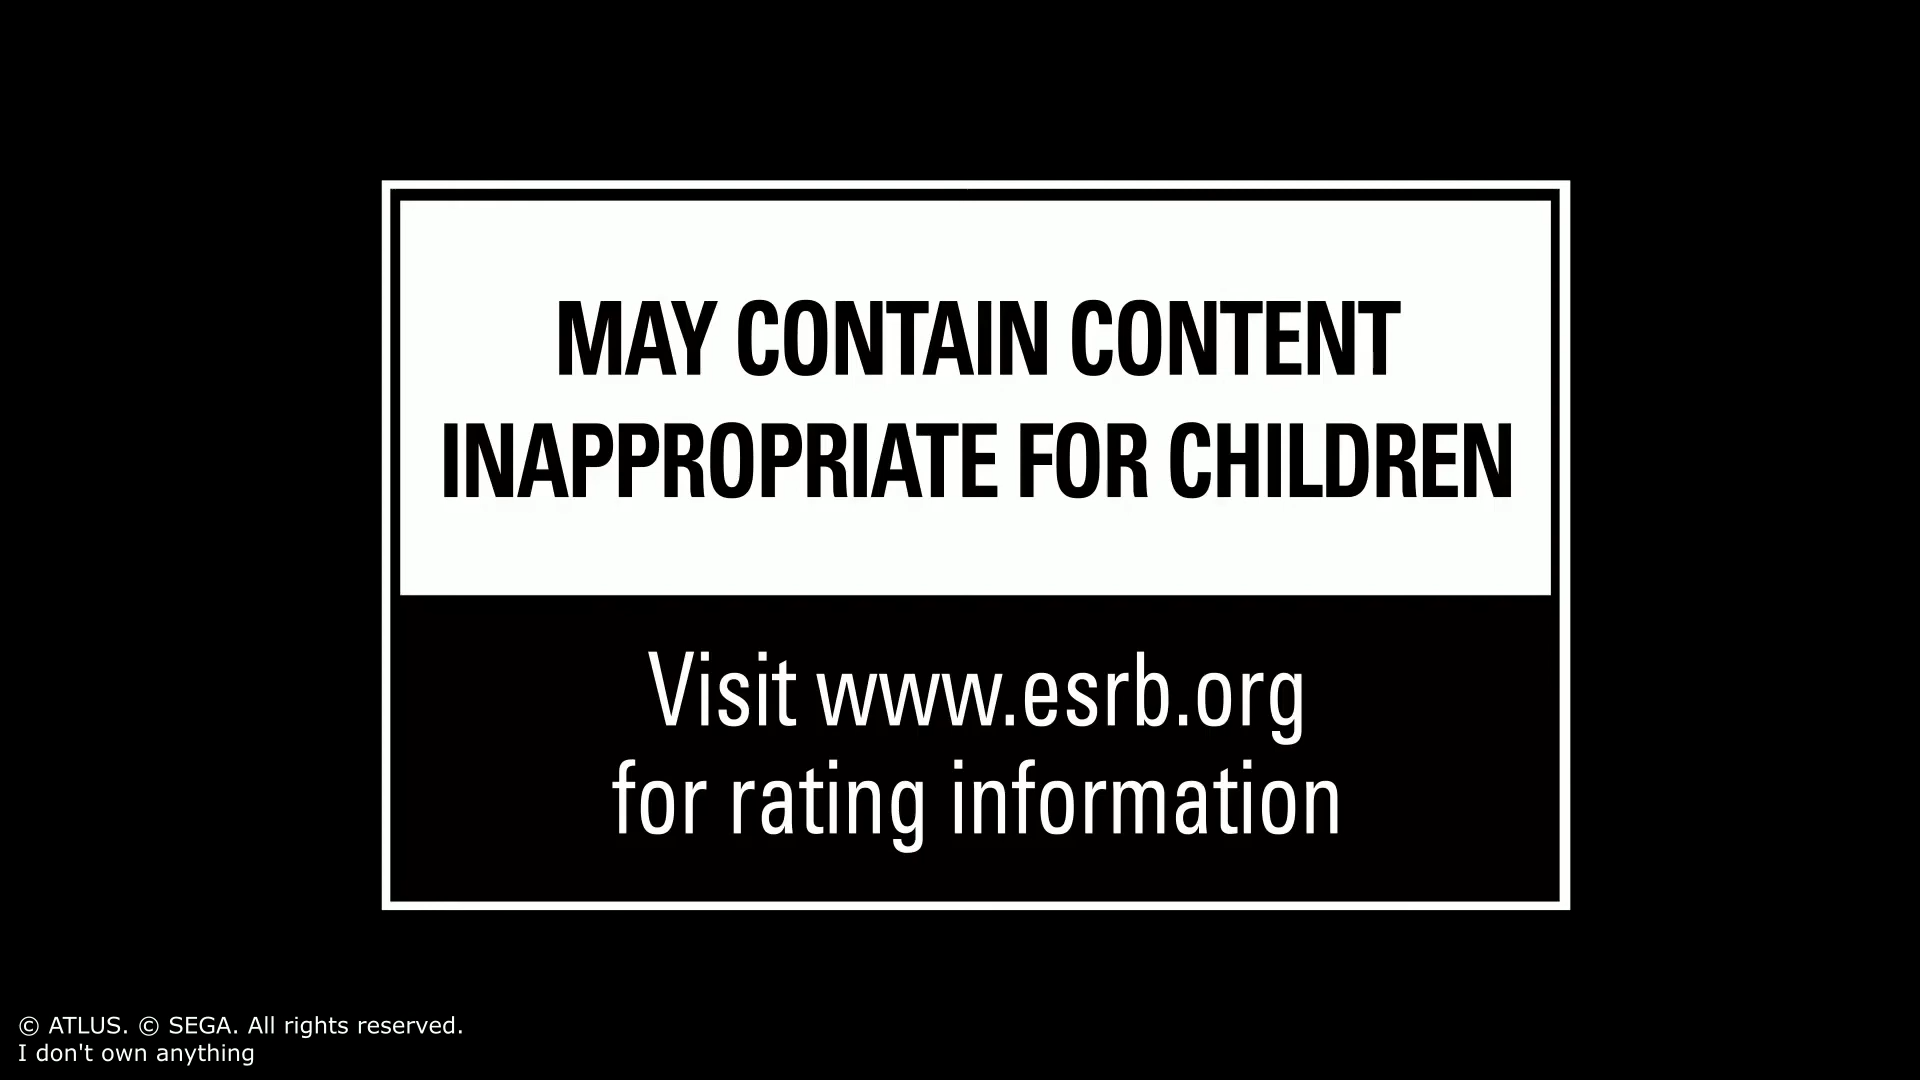 MAY CONTAIN CONTENT
INAPPROPRIATE FOR CHILDREN
Visit www.esrb.org
for rating information
© ATLUS. © SEGA. All rights reserved.
I don't own anything